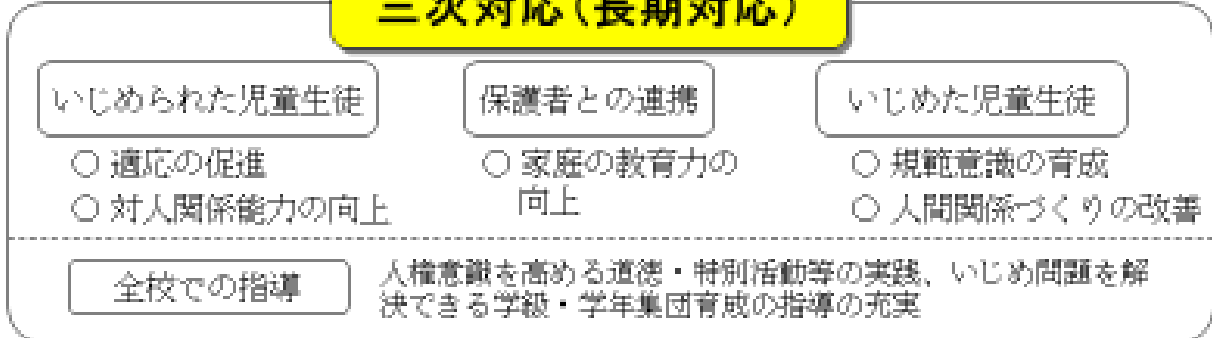 三次対応(長期対応)
いじめられた児童生徒
○ 適応の促進
○ 対人関係能力の向上
保護者との連携
○ 家庭の教育力の
向上
いじめた児童生徒
○ 規範意識の育成
○ 人間関係づくりの改善
全校での指導
人権意識を高める道徳・特別活動等の実践、いじめ問題を解
決できる学級・学年集団育成の指導の充実